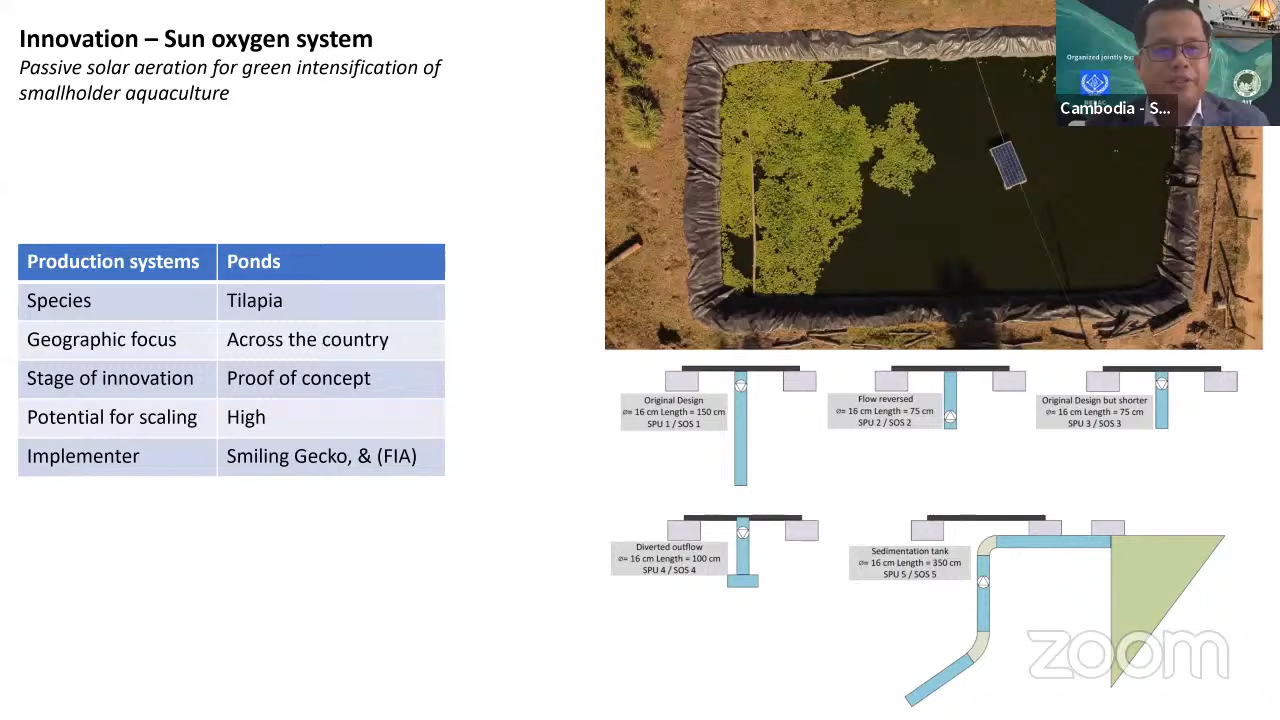 Innovation – Sun oxygen system
Passive solar aeration for green intensification of
smallholder aquaculture
Organized jointly by:
Cambodia - S...
Production systems Ponds
Species Tilapia
Geographic focus Across the country
Stage of innovation Proof of concept
Potential for scaling High
Implementer Smiling Gecko, & (FIA)
Original Design
⌀= 16 cm Length = 150 cm
SPU 1 / SOS 1
Flow reversed
⌀= 16 cm Length = 75 cm
SPU 2 / SOS 2
Original Design but shorter
⌀= 16 cm Length = 75 cm
SPU 3 / SOS 3
Diverted outflow
⌀= 16 cm Length = 100 cm
SPU 4 / SOS 4
Sedimentation tank
⌀= 16 cm Length = 350 cm
SPU 5 / SOS 5
zoom